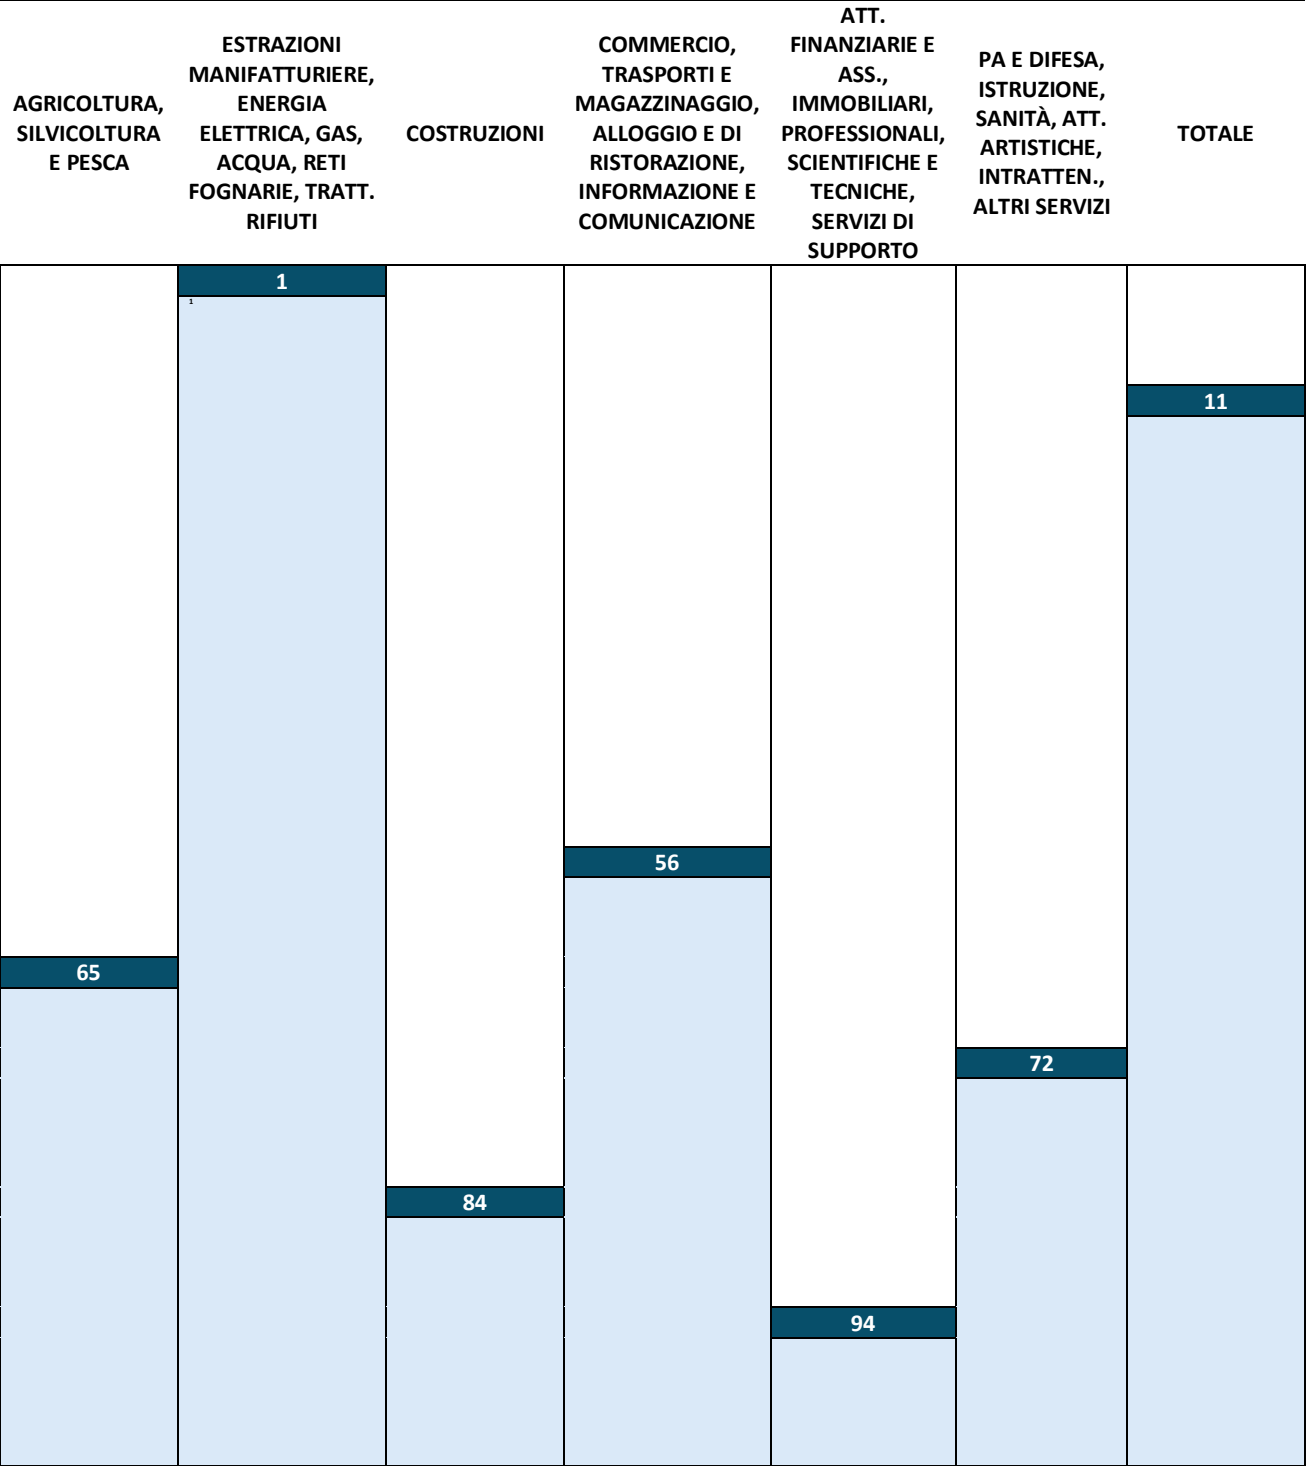 AGRICOLTURA,
SILVICOLTURA
E PESCA
ESTRAZIONI
MANIFATTURIERE,
ENERGIA
ELETTRICA, GAS,
ACQUA, RETI
FOGNARIE, TRATT.
RIFIUTI
COSTRUZIONI
COMMERCIO,
TRASPORTI E
MAGAZZINAGGIO,
ALLOGGIO E DI
RISTORAZIONE,
INFORMAZIONE E
COMUNICAZIONE
ATT.
FINANZIARIE E
ASS.,
IMMOBILIARI,
PROFESSIONALI,
SCIENTIFICHE E
TECNICHE,
SERVIZI DI
SUPPORTO
PA E DIFESA,
ISTRUZIONE,
SANITÀ, ATT.
ARTISTICHE,
INTRATTEN.,
ALTRI SERVIZI
TOTALE
1
1
11
56
65
72
84
94